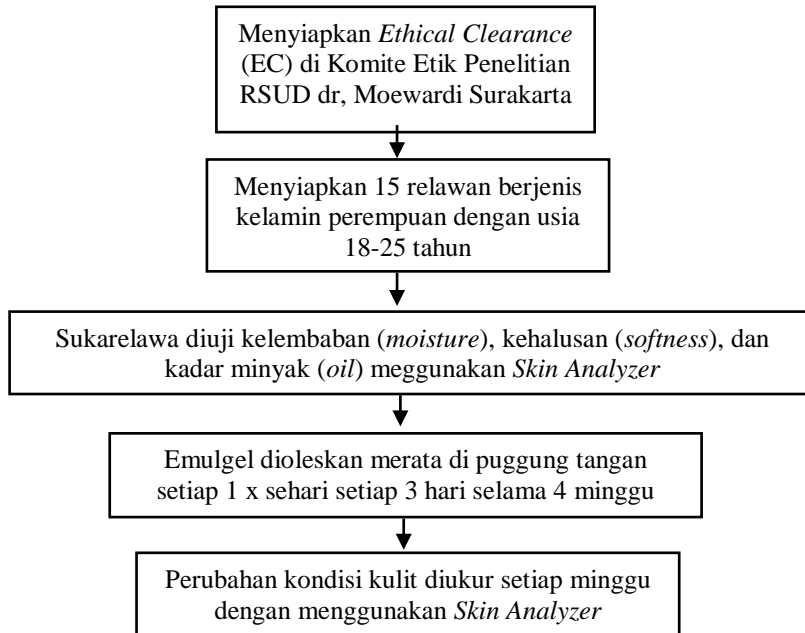 Menyiapkan Ethical Clearance
(EC) di Komite Etik Penelitian
RSUD dr, Moewardi Surakarta
Menyiapkan 15 relawan berjenis
kelamin perempuan dengan usia
18-25 tahun
Sukarelawa diuji kelembaban (moisture), kehalusan (softness), dan
kadar minyak (oil) meggunakan Skin Analyzer
Emulgel dioleskan merata di puggung tangan
setiap 1 x sehari setiap 3 hari selama 4 minggu
Perubahan kondisi kulit diukur setiap minggu
dengan menggunakan Skin Analyzer